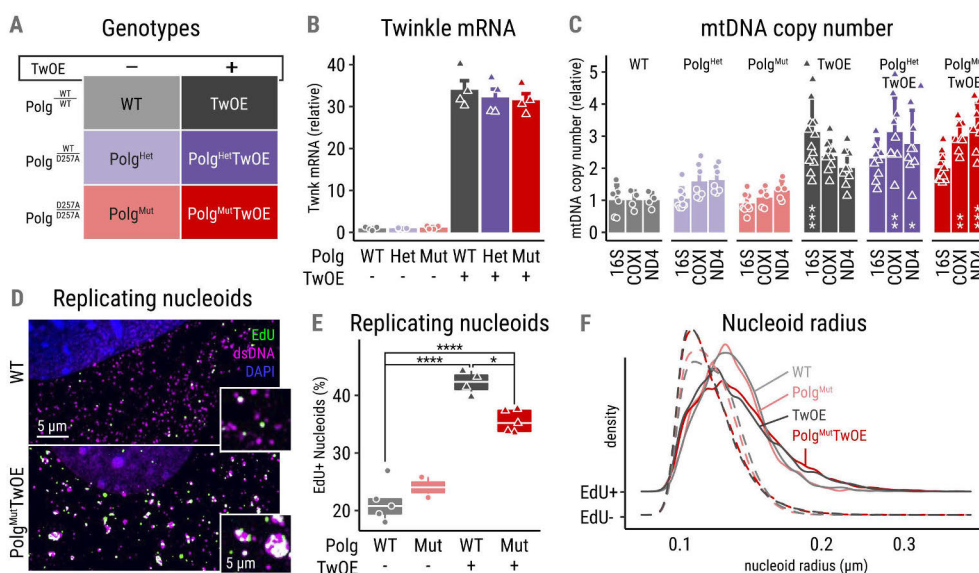 A Genotypes
TwOE − +
Polg WT/WT WT TwOE
Polg WT/D257A PolgHet PolgHetTwOE
Polg D257A/D257A PolgMut PolgMutTwOE
B Twinkle mRNA
Twnk mRNA (relative)
40
30
20
10
0
Polg WT Het Mut WT Het Mut
TwOE - - - + + +
C mtDNA copy number
mtDNA copy number (relative)
WT PolgHet PolgMut TwOE PolgHet TwOE PolgMut TwOE
5
4
3
2
1
0
* * * * * * * * * *
16S COXI ND4 16S COXI ND4 16S COXI ND4 16S COXI ND4 16S COXI ND4 16S COXI ND4
D Replicating nucleoids
WT
EdU
dsDNA
DAPI
5 µm
PolgMutTwOE
5 µm
E Replicating nucleoids
EdU+ Nucleoids (%)
****
**** *
40
30
20
Polg WT Mut WT Mut
TwOE - - + +
F Nucleoid radius
density
WT
PolgMut
TwOE
PolgMutTwOE
EdU+
EdU-
0.1 0.2 0.3
nucleoid radius (µm)